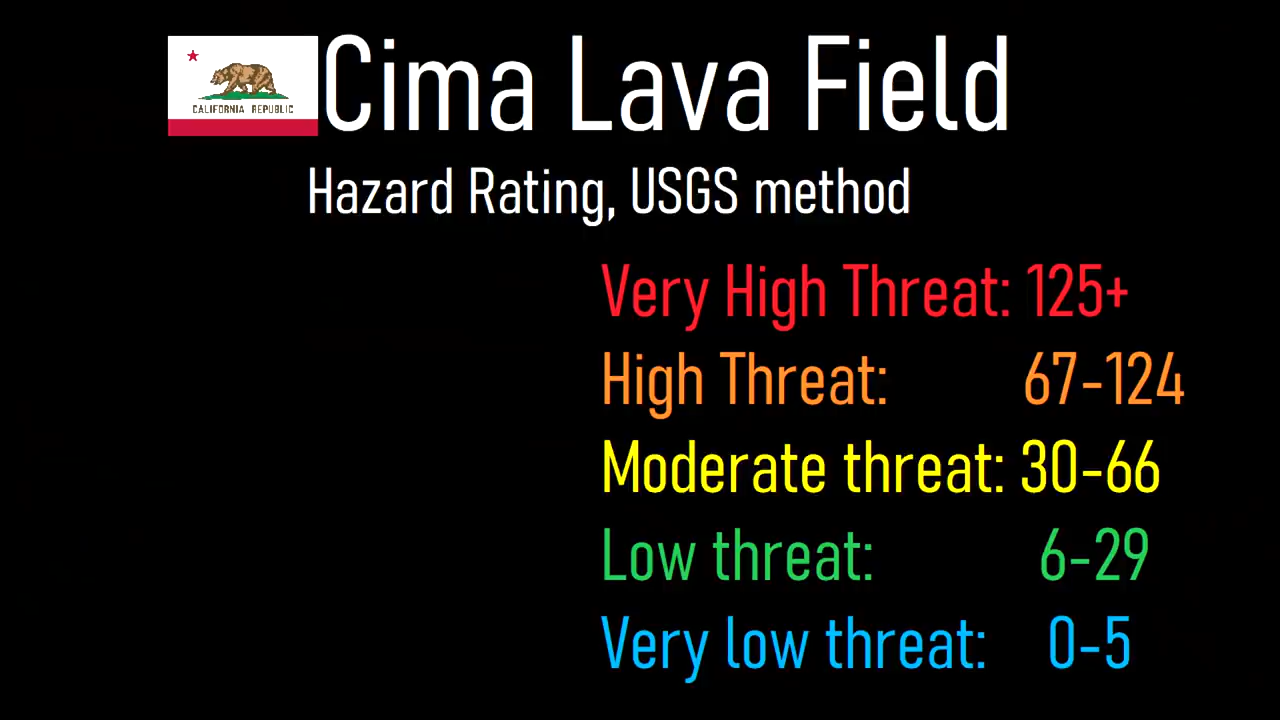 Cima Lava Field
CALIFORNIA REPUBLIC
Hazard Rating, USGS method
Very High Threat: 125+
High Threat: 67-124
Moderate threat: 30-66
Low threat: 6-29
Very low threat: 0-5